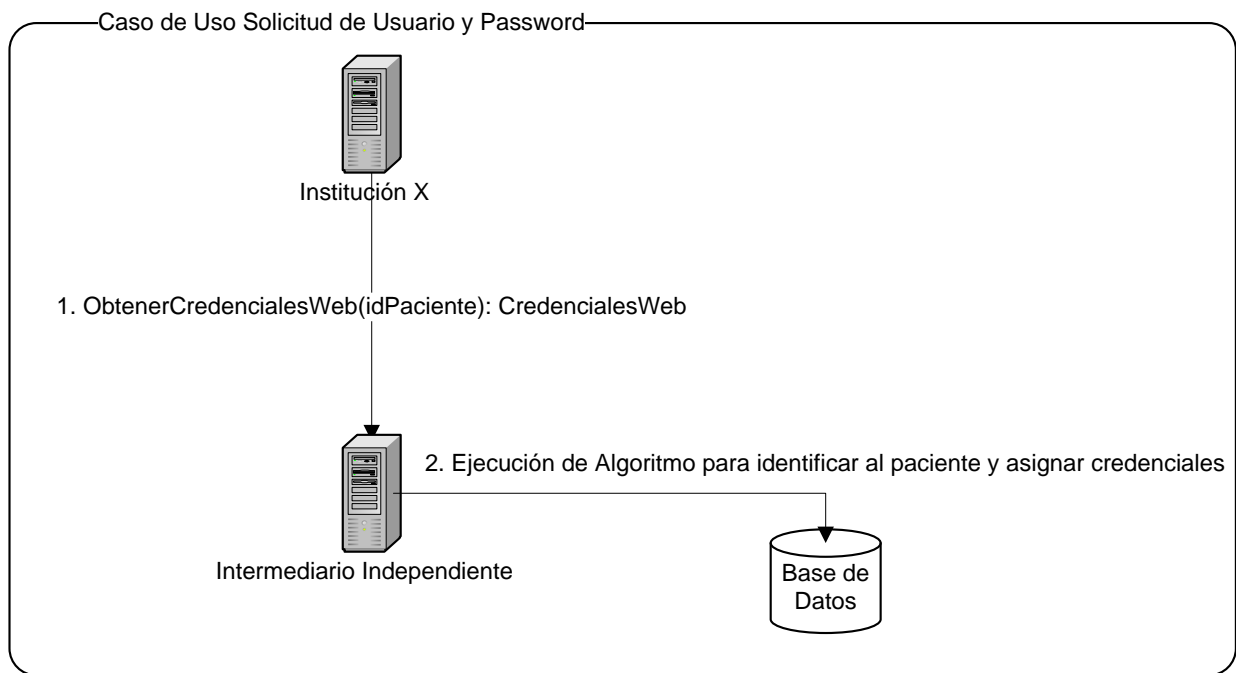 Caso de Uso Solicitud de Usuario y Password
Institución X
1. ObtenerCredencialesWeb(idPaciente): CredencialesWeb
2. Ejecución de Algoritmo para identificar al paciente y asignar credenciales
Intermediario Independiente
Base de
Datos